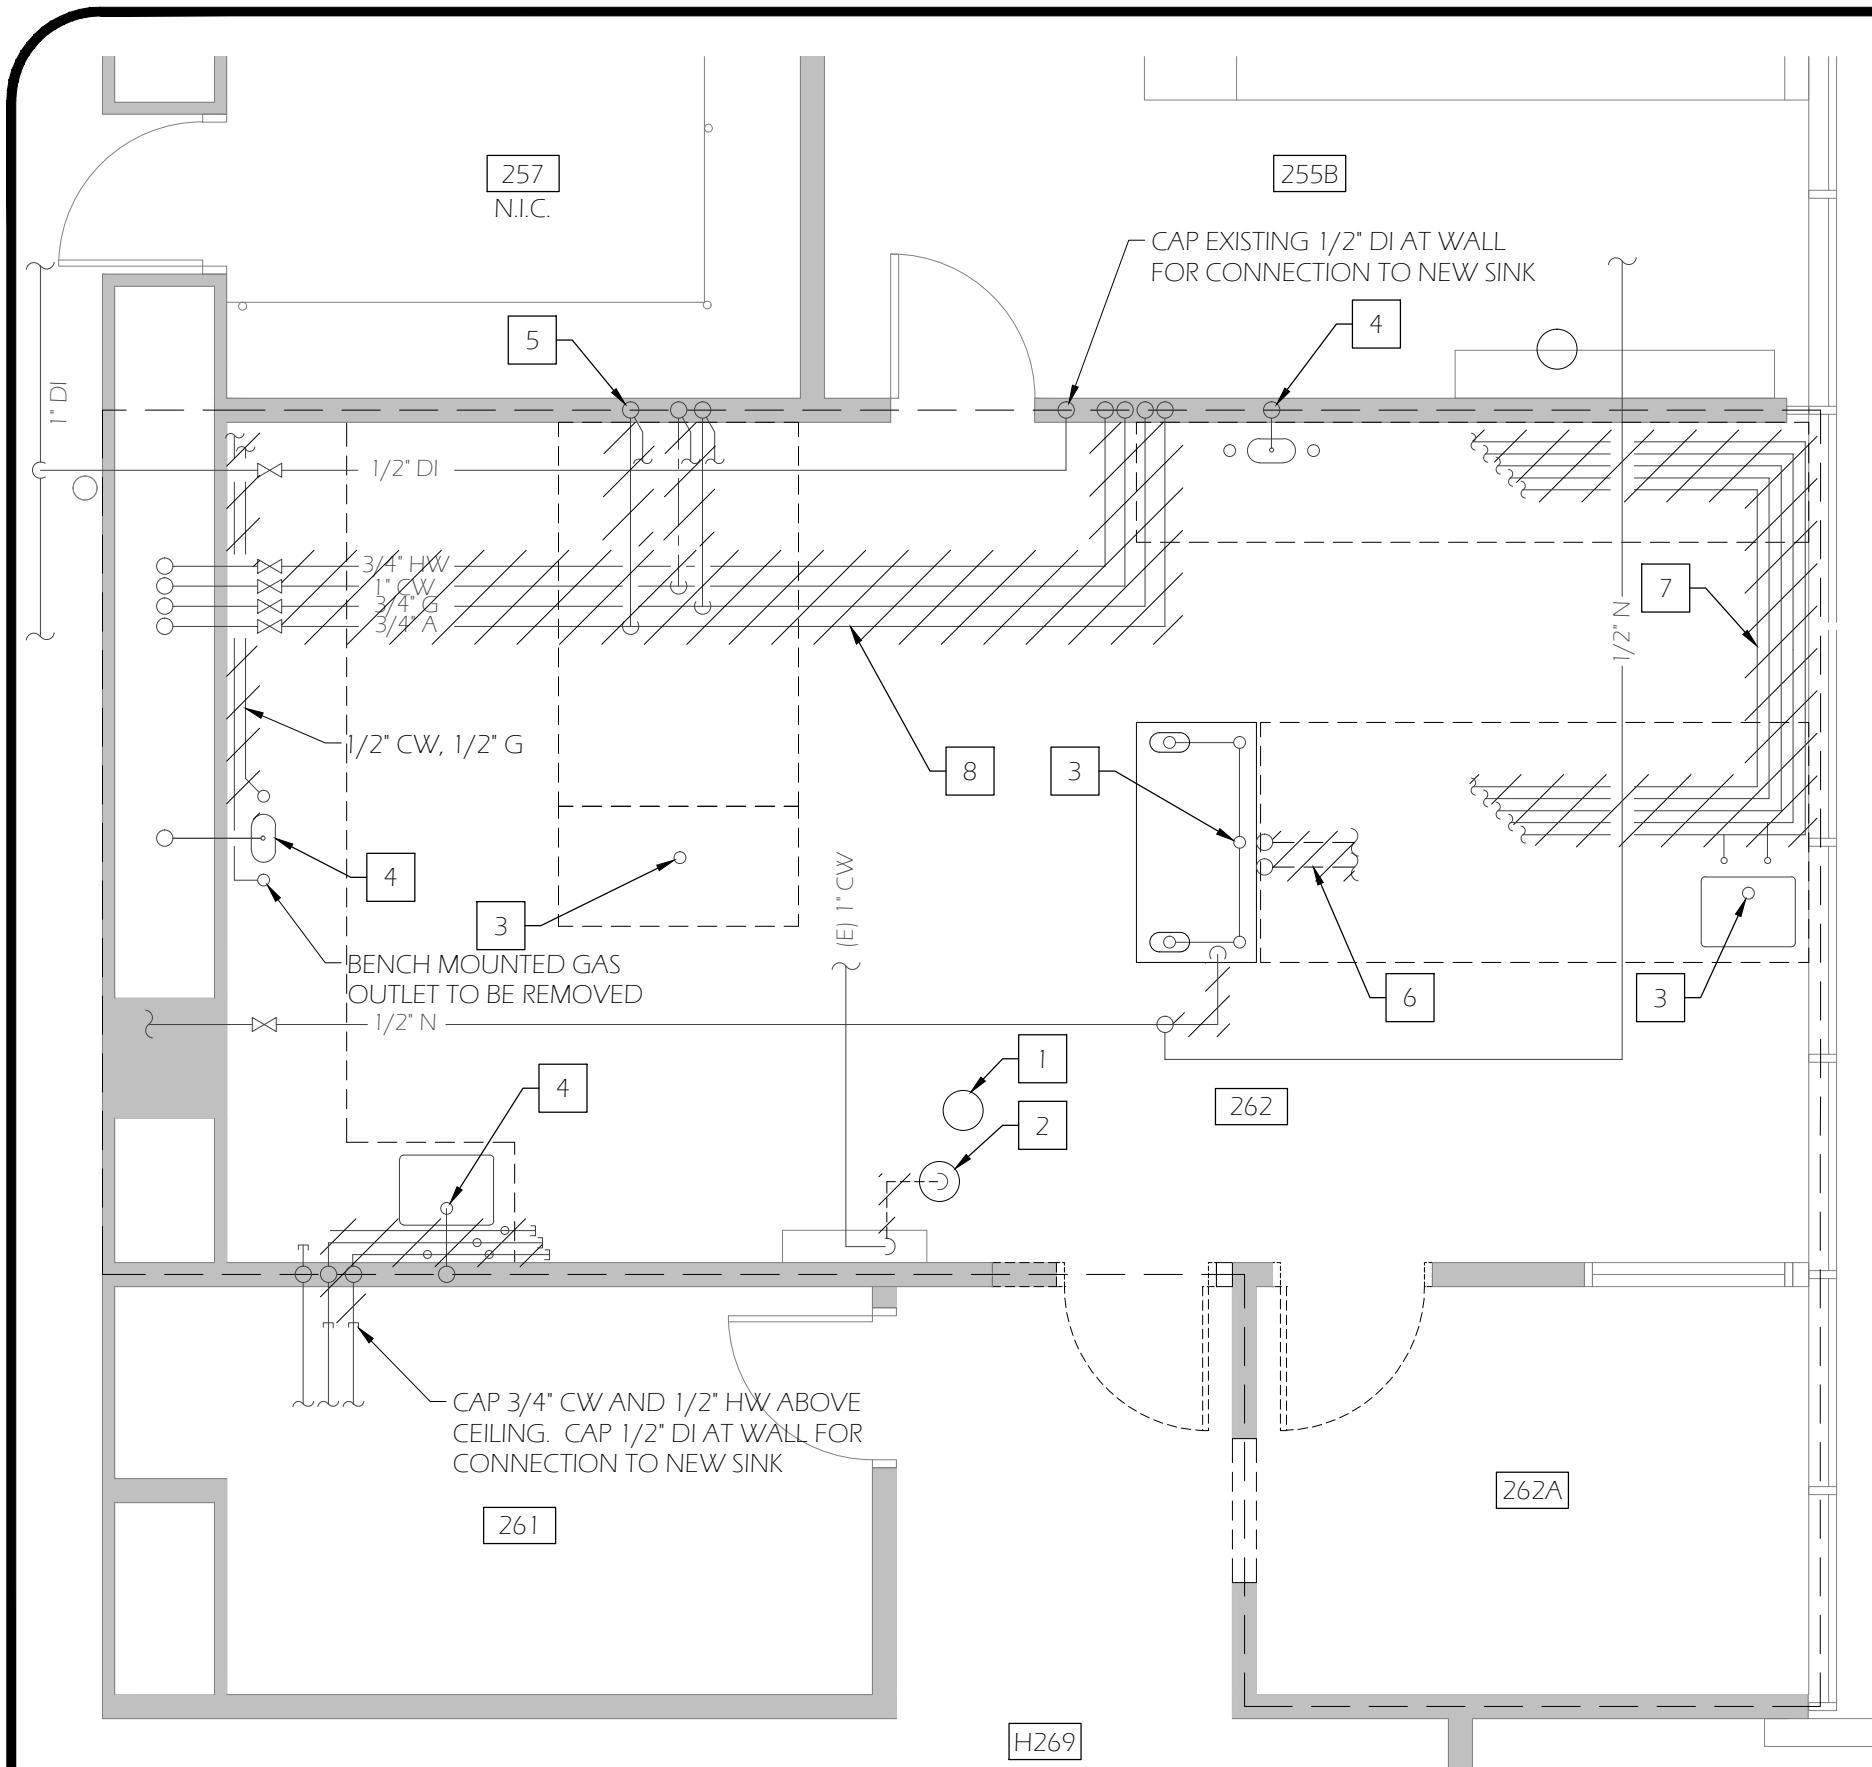 257
N.I.C.
255B
CAP EXISTING 1/2" DI AT WALL
FOR CONNECTION TO NEW SINK
5
4
1" DI
1/2" DI
3/4" HW
1" CW
3/4" G
3/4" A
7
1/2" N
1/2" CW, 1/2" G
8
3
4
3
(E) 1" CW
BENCH MOUNTED GAS
OUTLET TO BE REMOVED
6
3
1/2" N
1
4
262
2
CAP 3/4" CW AND 1/2" HW ABOVE
CEILING. CAP 1/2" DI AT WALL FOR
CONNECTION TO NEW SINK
262A
261
H269